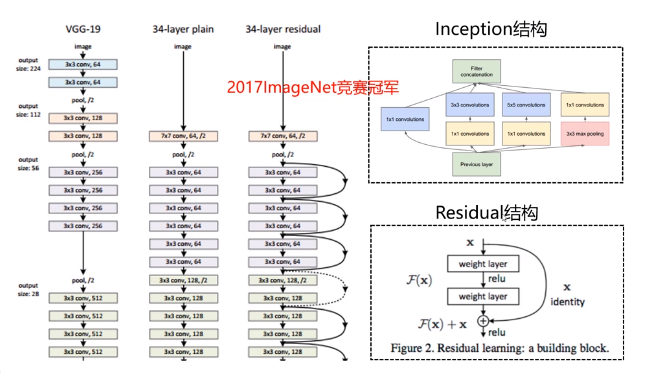 VGG-19
image
output
size: 224
3x3 conv, 64
3x3 conv, 64
pool, /2
output
size: 112
3x3 conv, 128
3x3 conv, 128
pool, /2
output
size: 56
3x3 conv, 256
3x3 conv, 256
3x3 conv, 256
3x3 conv, 256
pool, /2
output
size: 28
3x3 conv, 512
3x3 conv, 512
3x3 conv, 512
3x3 conv, 512
34-layer plain
image
7x7 conv, 64, /2
pool, /2
3x3 conv, 64
3x3 conv, 64
3x3 conv, 64
3x3 conv, 64
3x3 conv, 64
3x3 conv, 64
3x3 conv, 128, /2
3x3 conv, 128
3x3 conv, 128
3x3 conv, 128
3x3 conv, 128
34-layer residual
image
2017ImageNet竞赛冠军
7x7 conv, 64, /2
pool, /2
3x3 conv, 64
3x3 conv, 64
3x3 conv, 64
3x3 conv, 64
3x3 conv, 64
3x3 conv, 64
3x3 conv, 128, /2
3x3 conv, 128
3x3 conv, 128
3x3 conv, 128
3x3 conv, 128
Inception结构
Filter
concatenation
3x3 convolutions
5x5 convolutions
1x1 convolutions
1x1 convolutions
1x1 convolutions
1x1 convolutions
3x3 max pooling
Previous layer
Residual结构
x
weight layer
F(x)
relu
weight layer
x
identity
F(x) + x
relu
Figure 2. Residual learning: a building block.